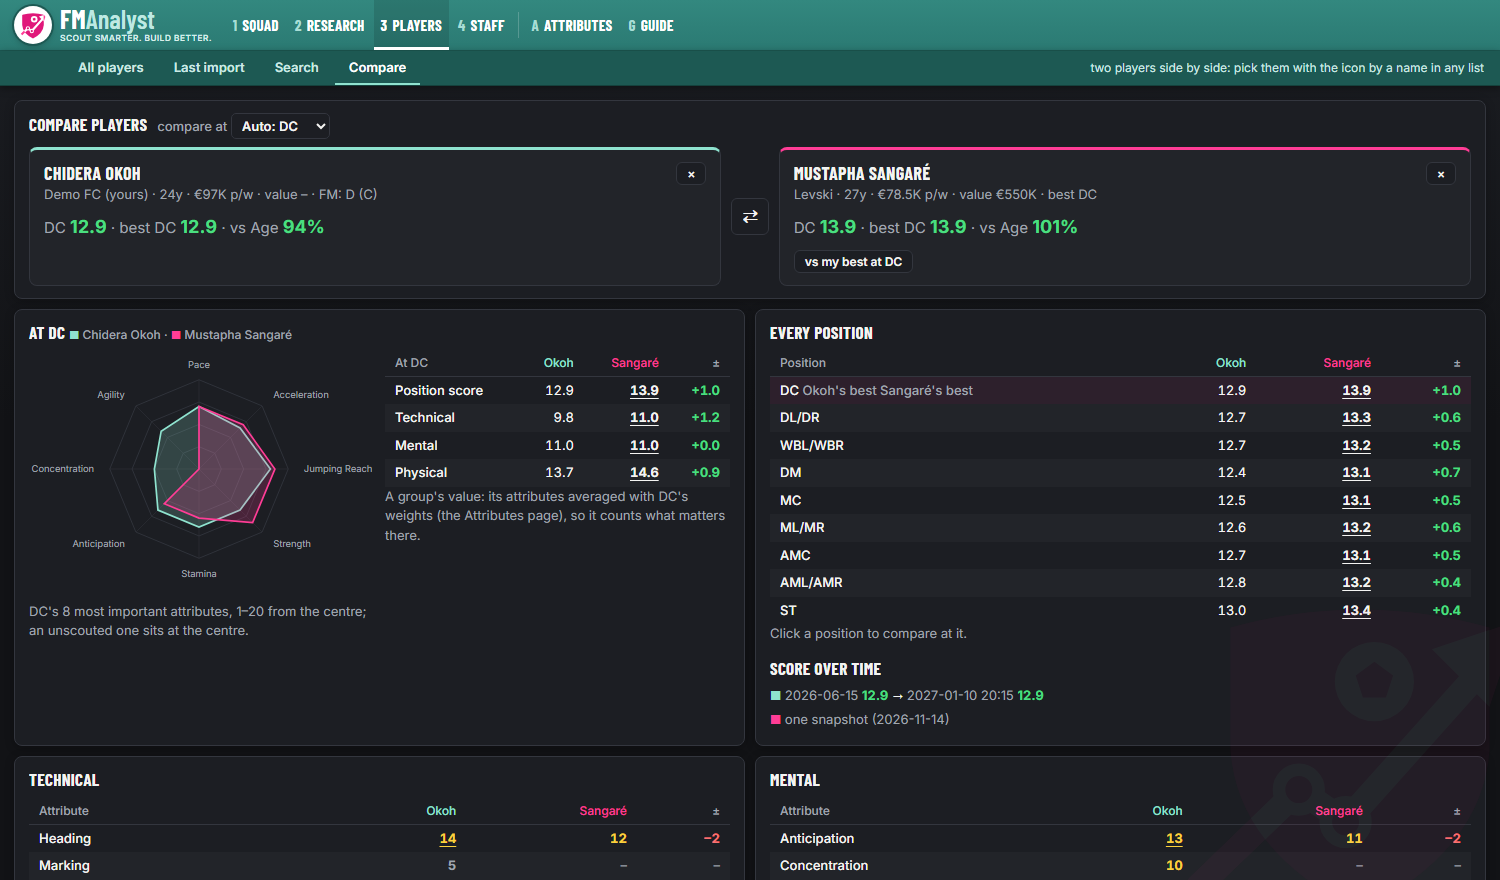 FMAnalyst
SCOUT SMARTER. BUILD BETTER.
1 SQUAD 2 RESEARCH 3 PLAYERS 4 STAFF A ATTRIBUTES G GUIDE
All players Last import Search Compare
two players side by side: pick them with the icon by a name in any list
COMPARE PLAYERS compare at Auto: DC
CHIDERA OKOH ×
Demo FC (yours) · 24y · €97K p/w · value – · FM: D (C)
DC 12.9 · best DC 12.9 · vs Age 94%
⇄
MUSTAPHA SANGARÉ ×
Levski · 27y · €78.5K p/w · value €550K · best DC
DC 13.9 · best DC 13.9 · vs Age 101%
vs my best at DC
AT DC Chidera Okoh · Mustapha Sangaré
Pace
Acceleration
Jumping Reach
Strength
Stamina
Anticipation
Concentration
Agility
DC's 8 most important attributes, 1–20 from the centre;
an unscouted one sits at the centre.
At DC Okoh Sangaré ±
Position score 12.9 13.9 +1.0
Technical 9.8 11.0 +1.2
Mental 11.0 11.0 +0.0
Physical 13.7 14.6 +0.9
A group's value: its attributes averaged with DC's
weights (the Attributes page), so it counts what matters
there.
EVERY POSITION
Position Okoh Sangaré ±
DC Okoh's best Sangaré's best 12.9 13.9 +1.0
DL/DR 12.7 13.3 +0.6
WBL/WBR 12.7 13.2 +0.5
DM 12.4 13.1 +0.7
MC 12.5 13.1 +0.5
ML/MR 12.6 13.2 +0.6
AMC 12.7 13.1 +0.5
AML/AMR 12.8 13.2 +0.4
ST 13.0 13.4 +0.4
Click a position to compare at it.
SCORE OVER TIME
2026-06-15 12.9 → 2027-01-10 20:15 12.9
one snapshot (2026-11-14)
TECHNICAL
Attribute Okoh Sangaré ±
Heading 14 12 −2
Marking 5 – –
MENTAL
Attribute Okoh Sangaré ±
Anticipation 13 11 −2
Concentration 10 – –